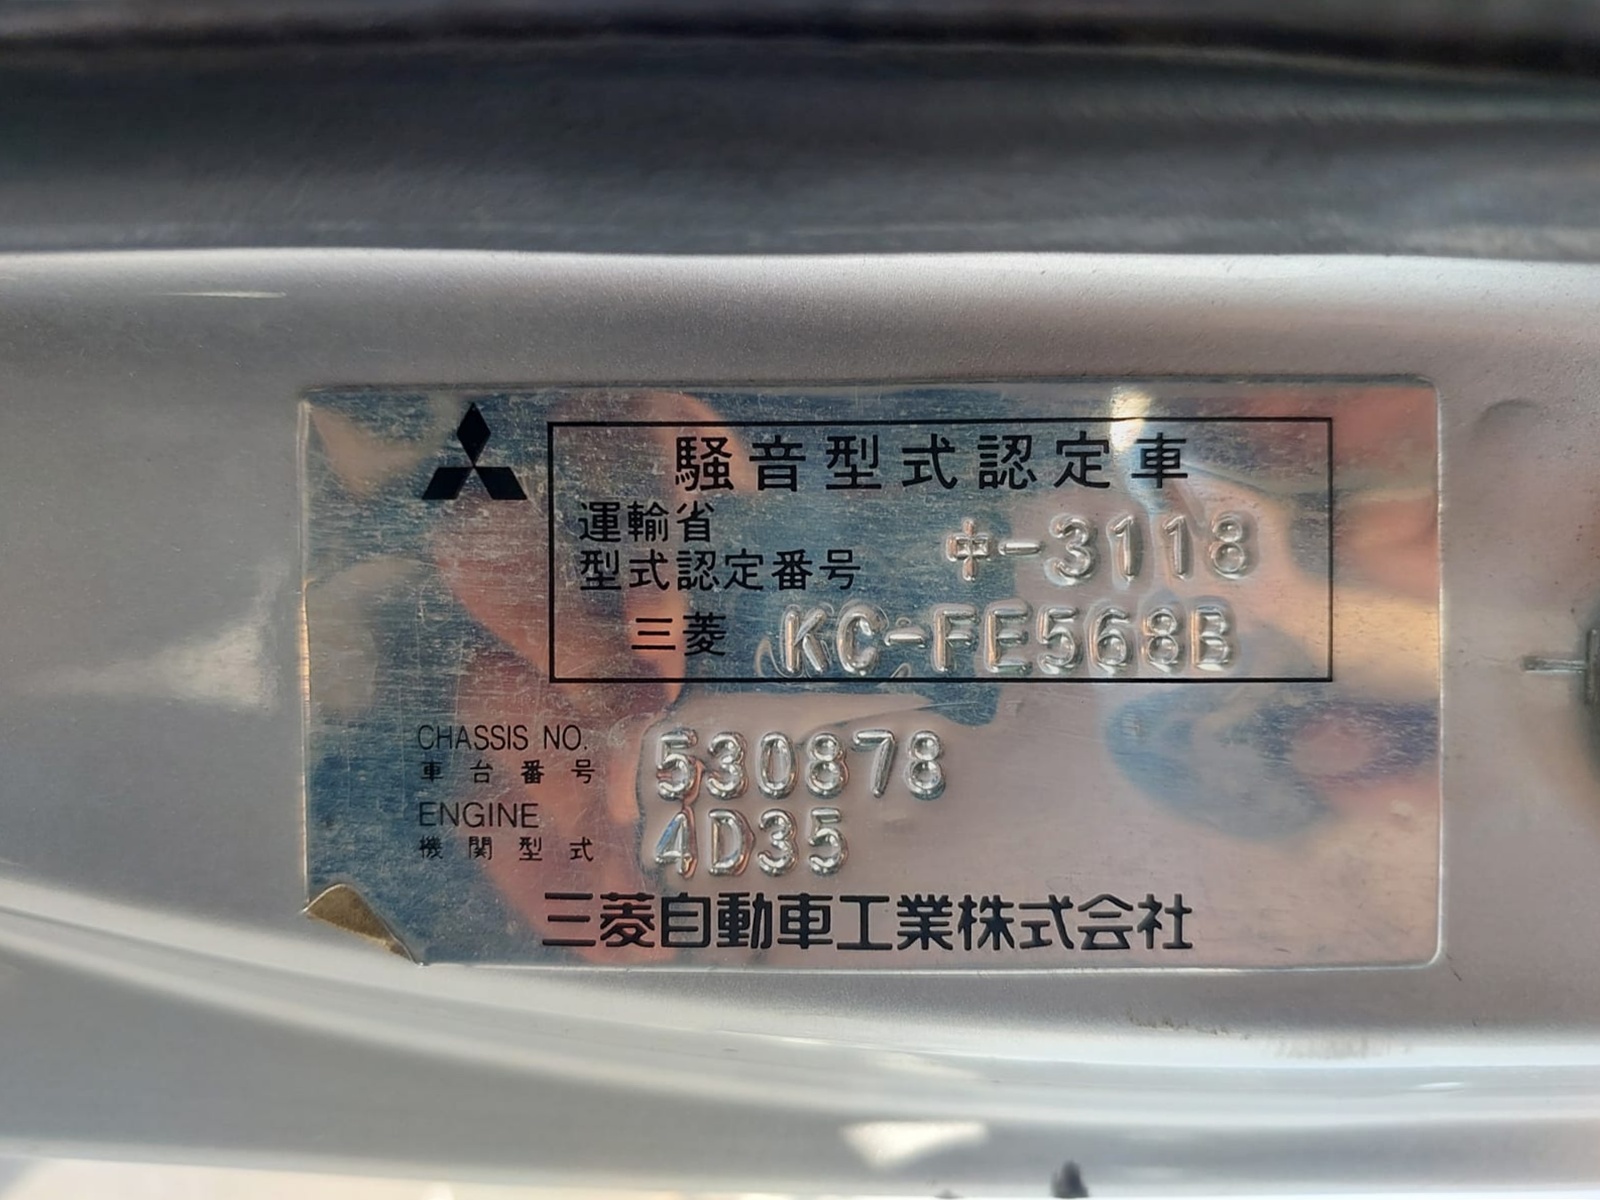 騒音型式認定車
運輸省
型式認定番号 中-3118
三菱 KC-FE568B
CHASSIS NO. 530878
車台番号
ENGINE 4D35
機関型式
三菱自動車工業株式会社